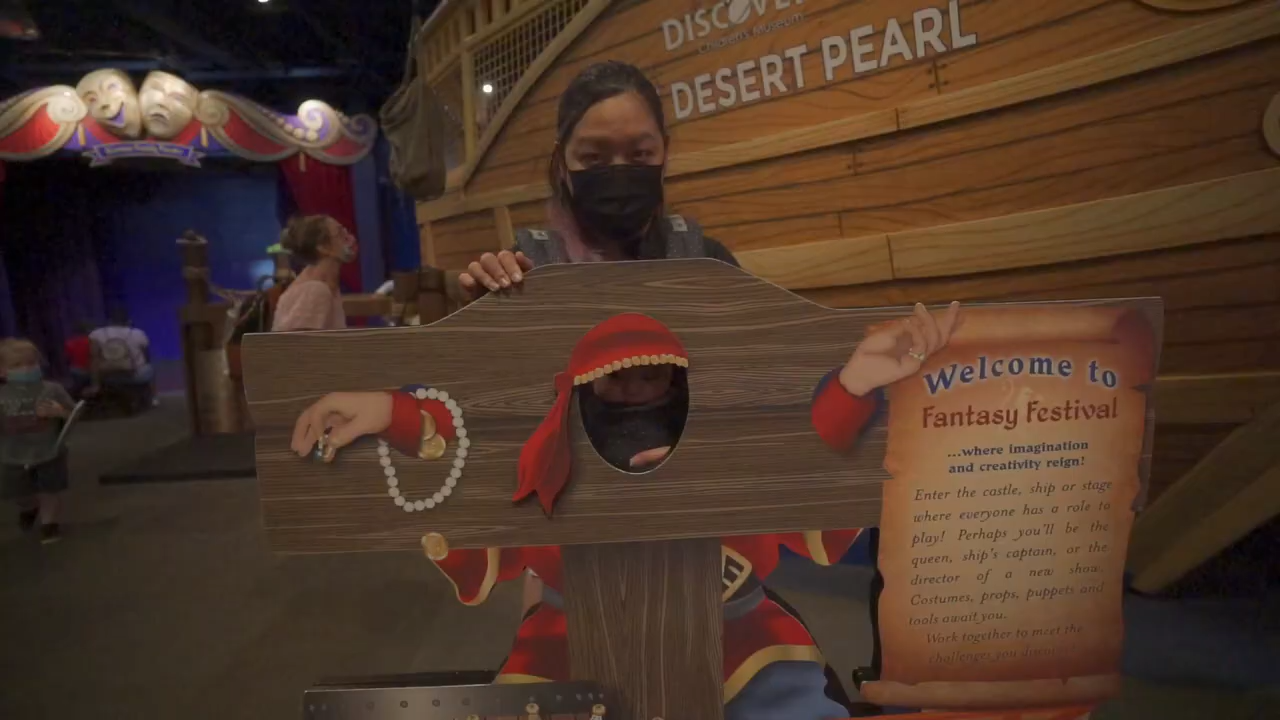 Children's Museum
DESERT PEARL
Welcome to
Fantasy Festival
...where imagination
and creativity reign!
Enter the castle, ship or stage
where everyone has a role to
play! Perhaps you'll be the
queen, ship's captain, or the
director of a new show.
Costumes, props, puppets and
tools await you.
Work together to meet the
challenges you